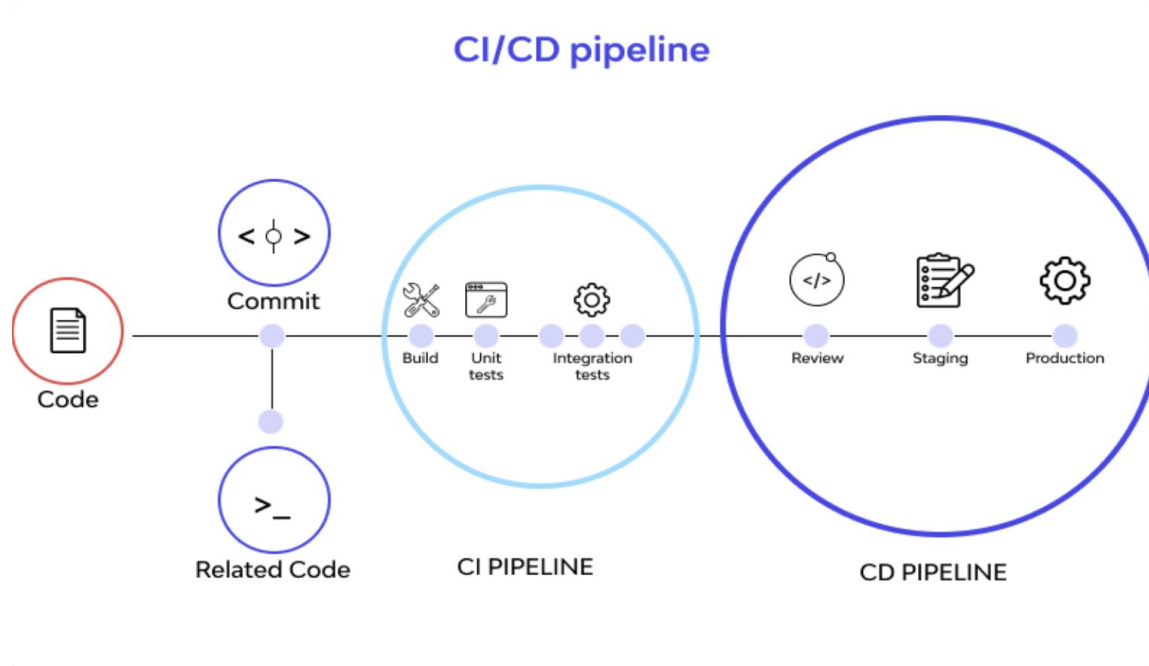 CI/CD pipeline
< >
Commit
Code
>_
Related Code
Build
Unit
tests
Integration
tests
CI PIPELINE
</>
Review
Staging
Production
CD PIPELINE